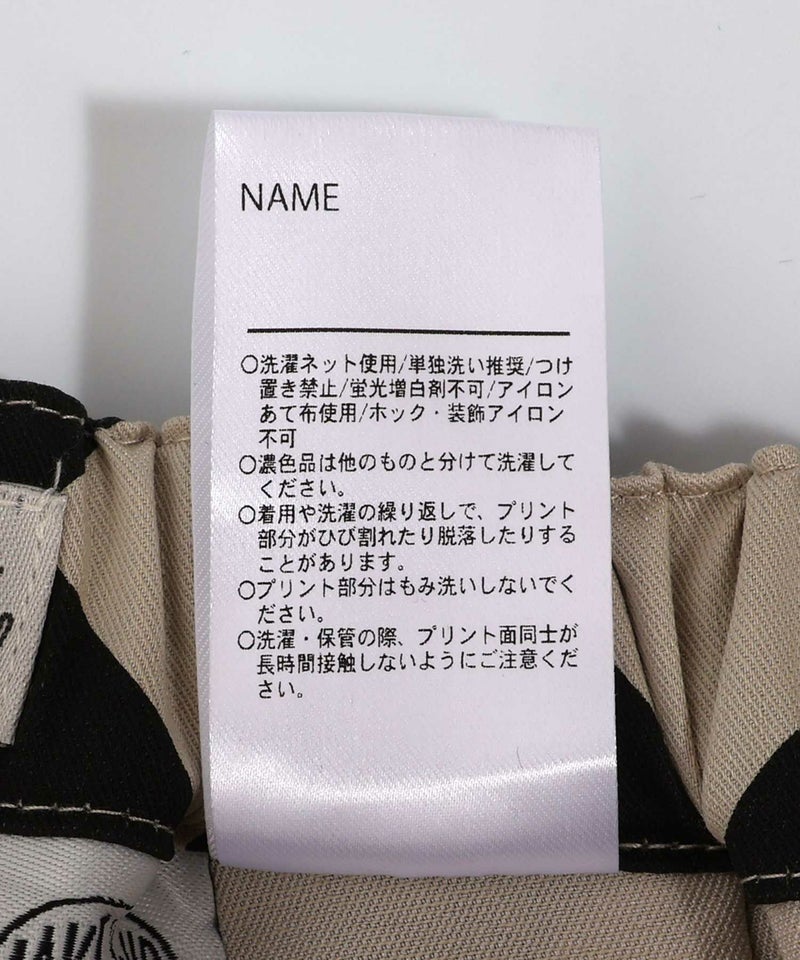 NAME
〇洗濯ネット使用/単独洗い推奨/つけ
置き禁止/蛍光増白剤不可/アイロン
あて布使用/ホック・装飾アイロン
不可
〇濃色品は他のものと分けて洗濯して
ください。
〇着用や洗濯の繰り返しで、プリント
部分がひび割れたり脱落したりする
ことがあります。
〇プリント部分はもみ洗いしないでく
ださい。
〇洗濯・保管の際、プリント面同士が
長時間接触しないようにご注意くだ
さい。